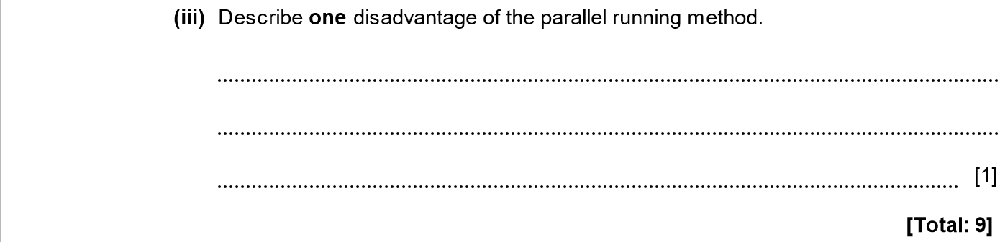 (iii) Describe one disadvantage of the parallel running method.
[1]
[Total: 9]